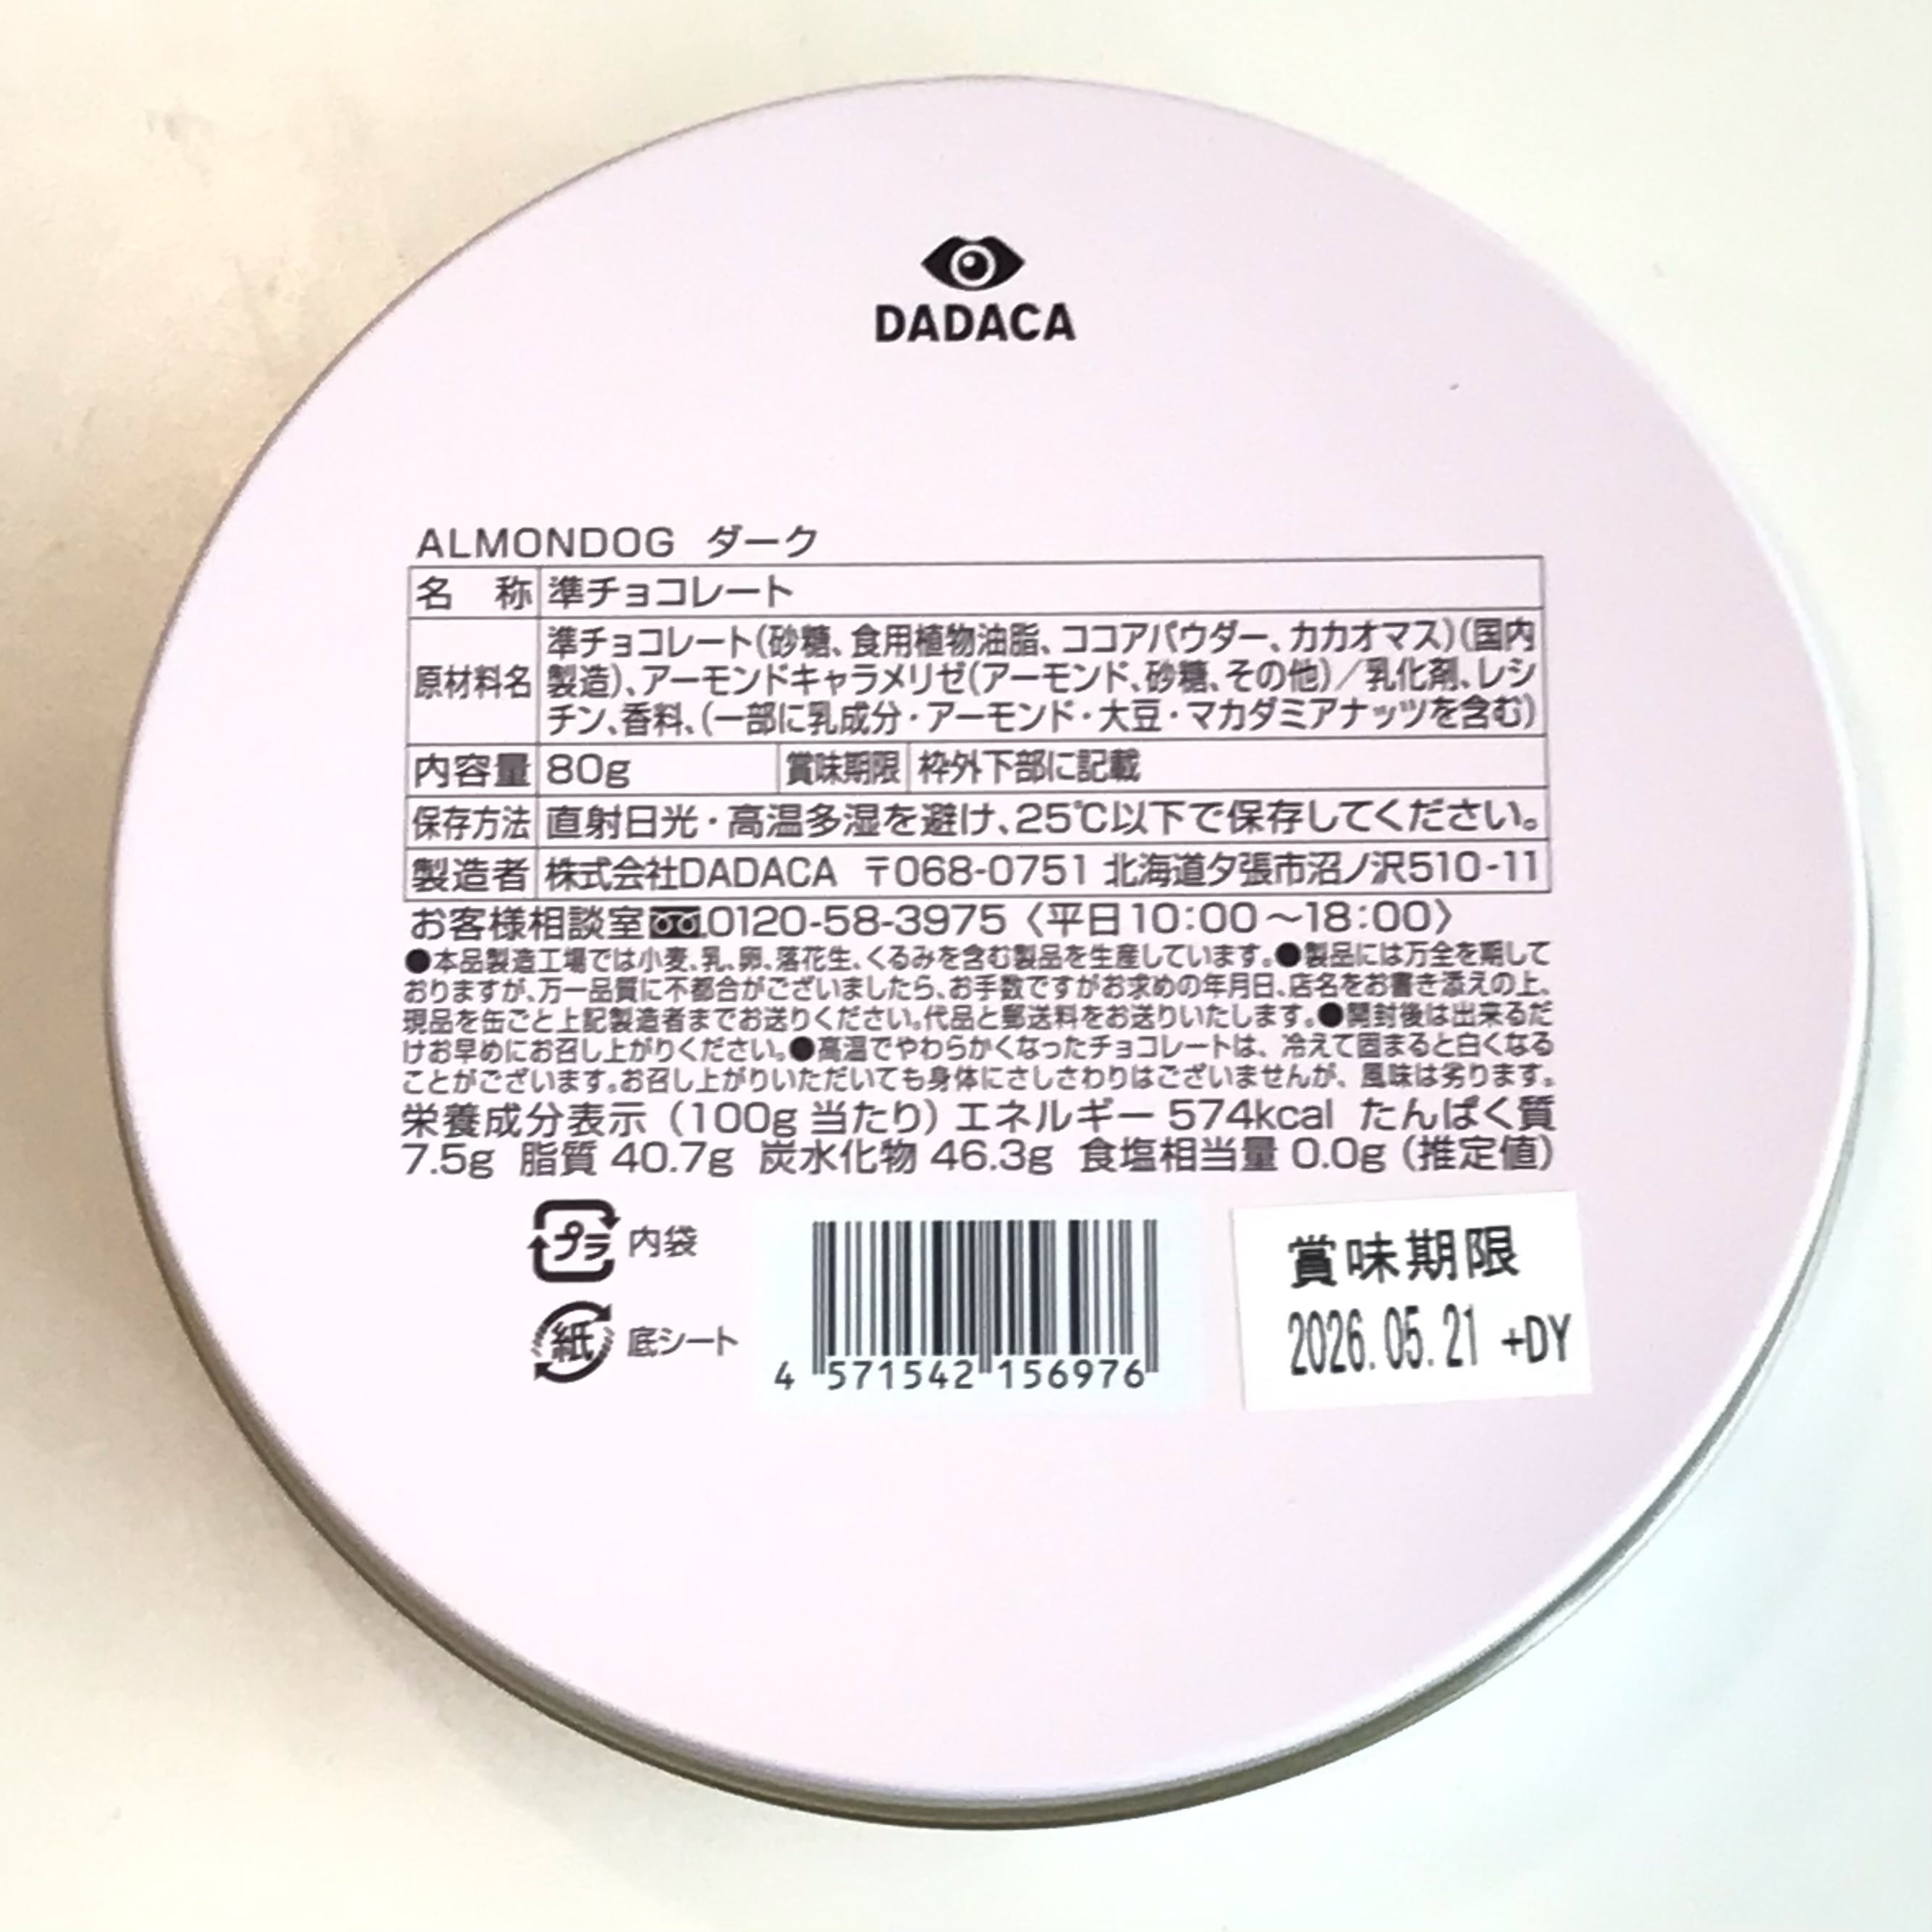 DADACA
ALMONDOG ダーク
名 称 準チョコレート
原材料名 準チョコレート(砂糖、食用植物油脂、ココアパウダー、カカオマス)(国内
製造)、アーモンドキャラメリゼ(アーモンド、砂糖、その他)/乳化剤、レシ
チン、香料、(一部に乳成分・アーモンド・大豆・マカダミアナッツを含む)
内容量 80g 賞味期限 枠外下部に記載
保存方法 直射日光・高温多湿を避け、25℃以下で保存してください。
製造者 株式会社DADACA 〒068-0751 北海道夕張市沼ノ沢510-11
お客様相談室 0120-58-3975〈平日10:00～18:00〉
●本品製造工場では小麦、乳、卵、落花生、くるみを含む製品を生産しています。●製品には万全を期して
おりますが、万一品質に不都合がございましたら、お手数ですがお求めの年月日、店名をお書き添えの上、
現品を缶ごと上記製造者までお送りください。代品と郵送料をお送りいたします。●開封後は出来るだ
けお早めにお召し上がりください。●高温でやわらかくなったチョコレートは、冷えて固まると白くなる
ことがございます。お召し上がりいただいても身体にさしさわりはございませんが、風味は劣ります。
栄養成分表示(100g当たり)エネルギー 574kcal たんぱく質
7.5g 脂質 40.7g 炭水化物 46.3g 食塩相当量 0.0g(推定値)
プラ 内袋
紙 底シート
4 571542 156976
賞味期限
2026.05.21 +DY